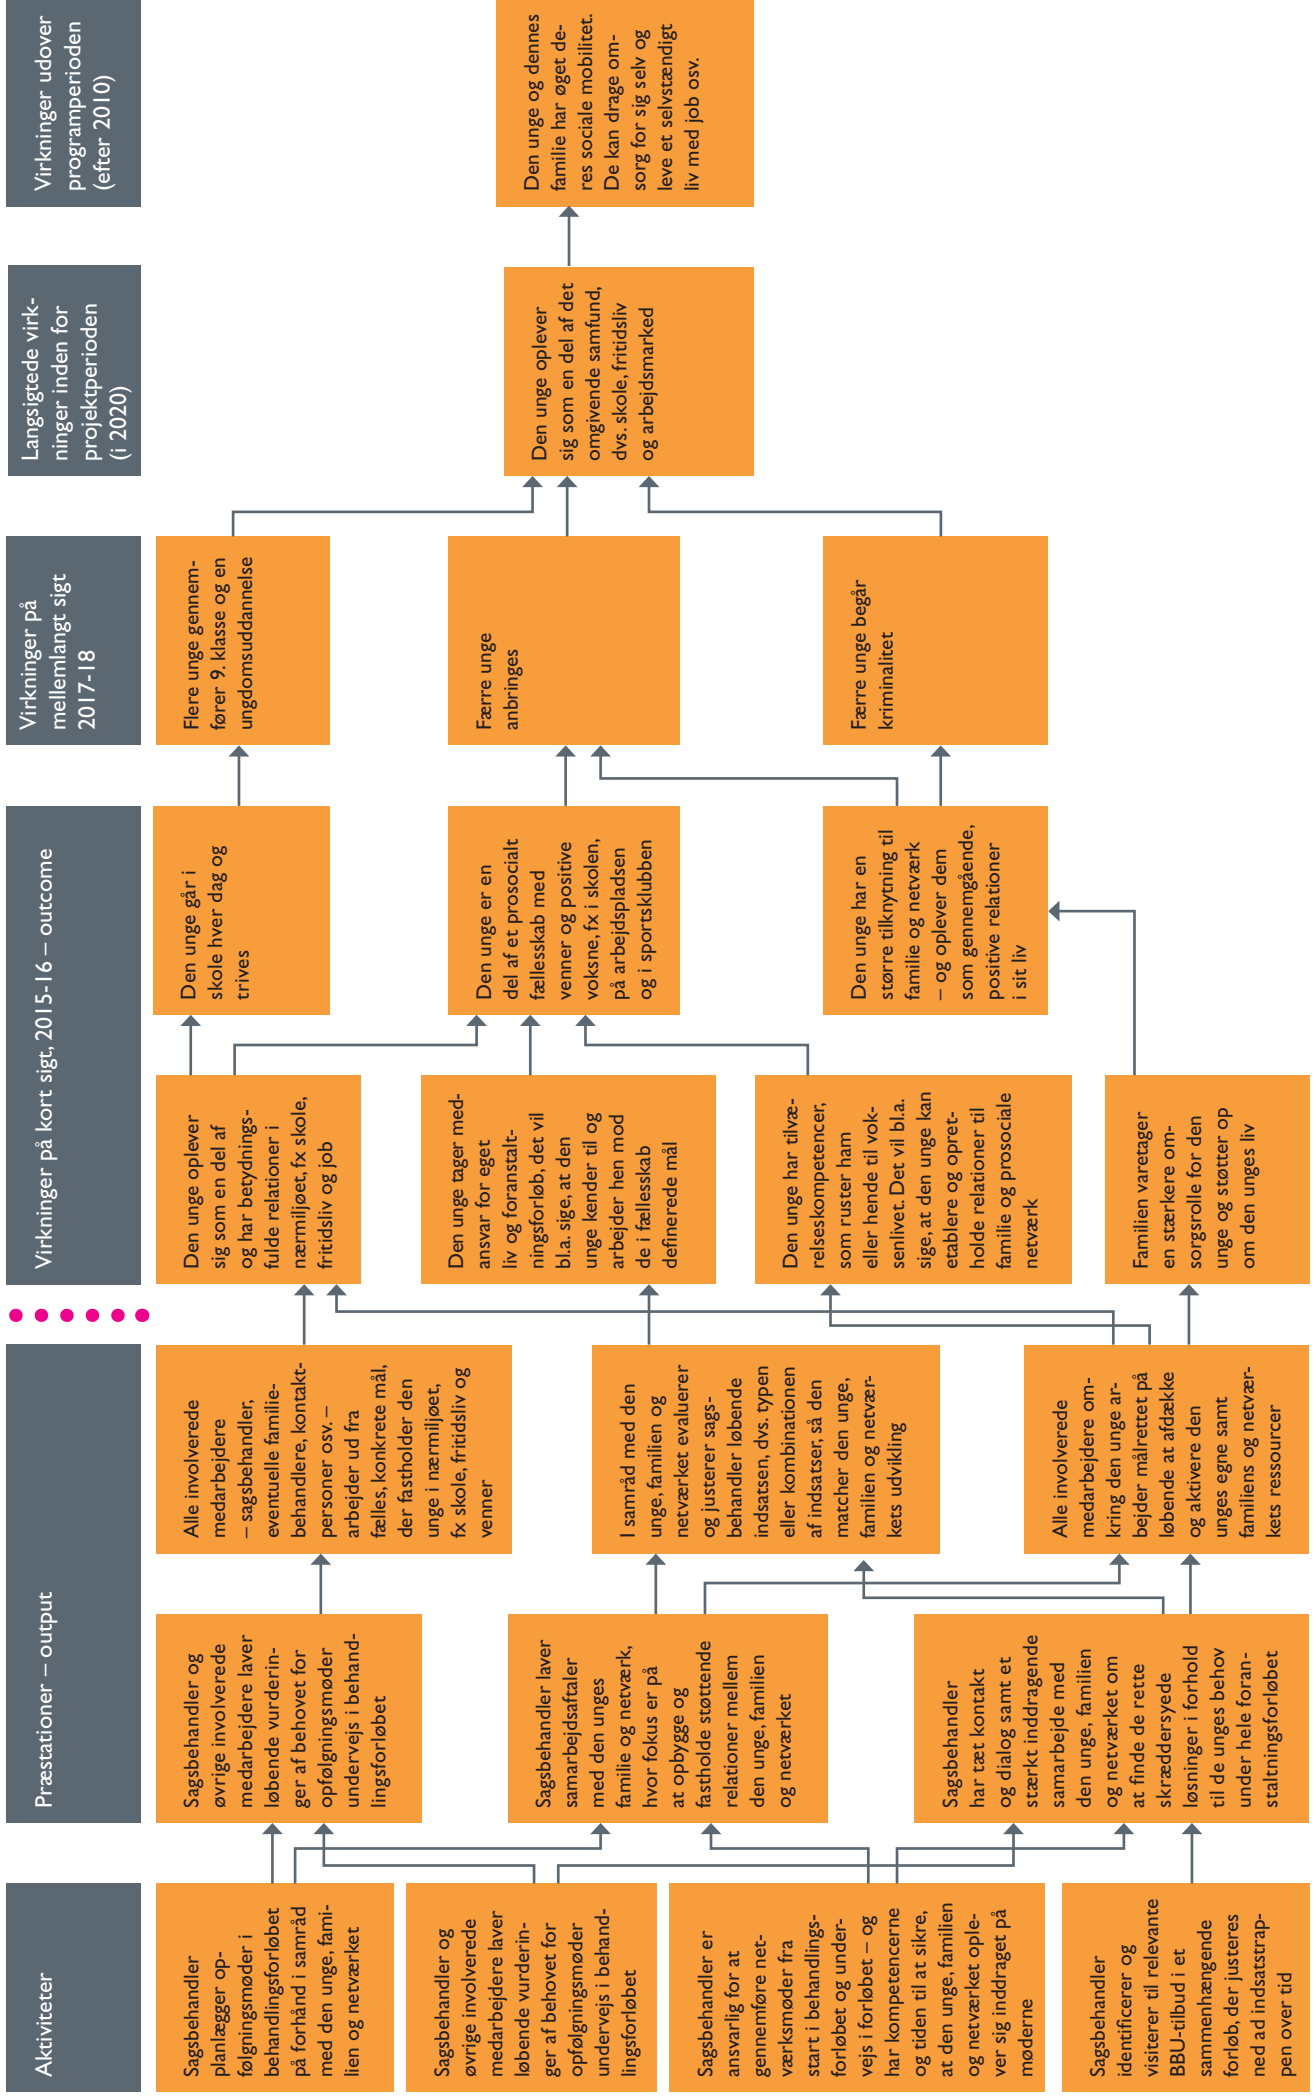 Aktiviteter
Præstationer – output
Virkninger på kort sigt, 2015-16 – outcome
Virkninger på
mellemlangt sigt
2017-18
Langsigtede virk-
ninger inden for
projektperioden
(i 2020)
Virkninger udover
programperioden
(efter 2010)
Sagsbehandler
planlægger op-
følgningsmøder i
behandlingsforløbet
på forhånd i samråd
med den unge, fami-
lien og netværket
Sagsbehandler og
øvrige involverede
medarbejdere laver
løbende vurderin-
ger af behovet for
opfølgningsmøder
undervejs i behand-
lingsforløbet
Sagsbehandler er
ansvarlig for at
gennemføre net-
værksmøder fra
start i behandlings-
forløbet og under-
vejs i forløbet – og
har kompetencerne
og tiden til at sikre,
at den unge, familien
og netværket ople-
ver sig inddraget på
møderne
Sagsbehandler
identificerer og
visiterer til relevante
BBU-tilbud i et
sammenhængende
forløb, der justeres
ned ad indsatstrap-
pen over tid
Sagsbehandler og
øvrige involverede
medarbejdere laver
løbende vurderin-
ger af behovet for
opfølgningsmøder
undervejs i behand-
lingsforløbet
Sagsbehandler laver
samarbejdsaftaler
med den unges
familie og netværk,
hvor fokus er på
at opbygge og
fastholde støttende
relationer mellem
den unge, familien
og netværket
Sagsbehandler
har tæt kontakt
og dialog samt et
stærkt inddragende
samarbejde med
den unge, familien
og netværket om
at finde de rette
skræddersyede
løsninger i forhold
til de unges behov
under hele foran-
staltningsforløbet
Alle involverede
medarbejdere
– sagsbehandler,
eventuelle familie-
behandlere, kontakt-
personer osv. –
arbejder ud fra
fælles, konkrete mål,
der fastholder den
unge i nærmiljøet,
fx skole, fritidsliv og
venner
I samråd med den
unge, familien og
netværket evaluerer
og justerer sags-
behandler løbende
indsatsen, dvs. typen
eller kombinationen
af indsatser, så den
matcher den unge,
familien og netvær-
kets udvikling
Alle involverede
medarbejdere om-
kring den unge ar-
bejder målrettet på
løbende at afdække
og aktivere den
unges egne samt
familiens og netvær-
kets ressourcer
Den unge oplever
sig som en del af
og har betydnings-
fulde relationer i
nærmiljøet, fx skole,
fritidsliv og job
Den unge tager med-
ansvar for eget
liv og foranstalt-
ningsforløb, det vil
bl.a. sige, at den
unge kender til og
arbejder hen mod
de i fællesskab
definerede mål
Den unge har tilvæ-
relseskompetencer,
som ruster ham
eller hende til vok-
senlivet. Det vil bl.a.
sige, at den unge kan
etablere og opret-
holde relationer til
familie og prosociale
netværk
Familien varetager
en stærkere om-
sorgsrolle for den
unge og støtter op
om den unges liv
Den unge går i
skole hver dag og
trives
Den unge er en
del af et prosocialt
fællesskab med
venner og positive
voksne, fx i skolen,
på arbejdspladsen
og i sportsklubben
Den unge har en
større tilknytning til
familie og netværk
– og oplever dem
som gennemgående,
positive relationer
i sit liv
Flere unge gennem-
fører 9. klasse og en
ungdomsuddannelse
Færre unge
anbringes
Færre unge begår
kriminalitet
Den unge oplever
sig som en del af det
omgivende samfund,
dvs. skole, fritidsliv
og arbejdsmarked
Den unge og dennes
familie har øget de-
res sociale mobilitet.
De kan drage om-
sorg for sig selv og
leve et selvstændigt
liv med job osv.